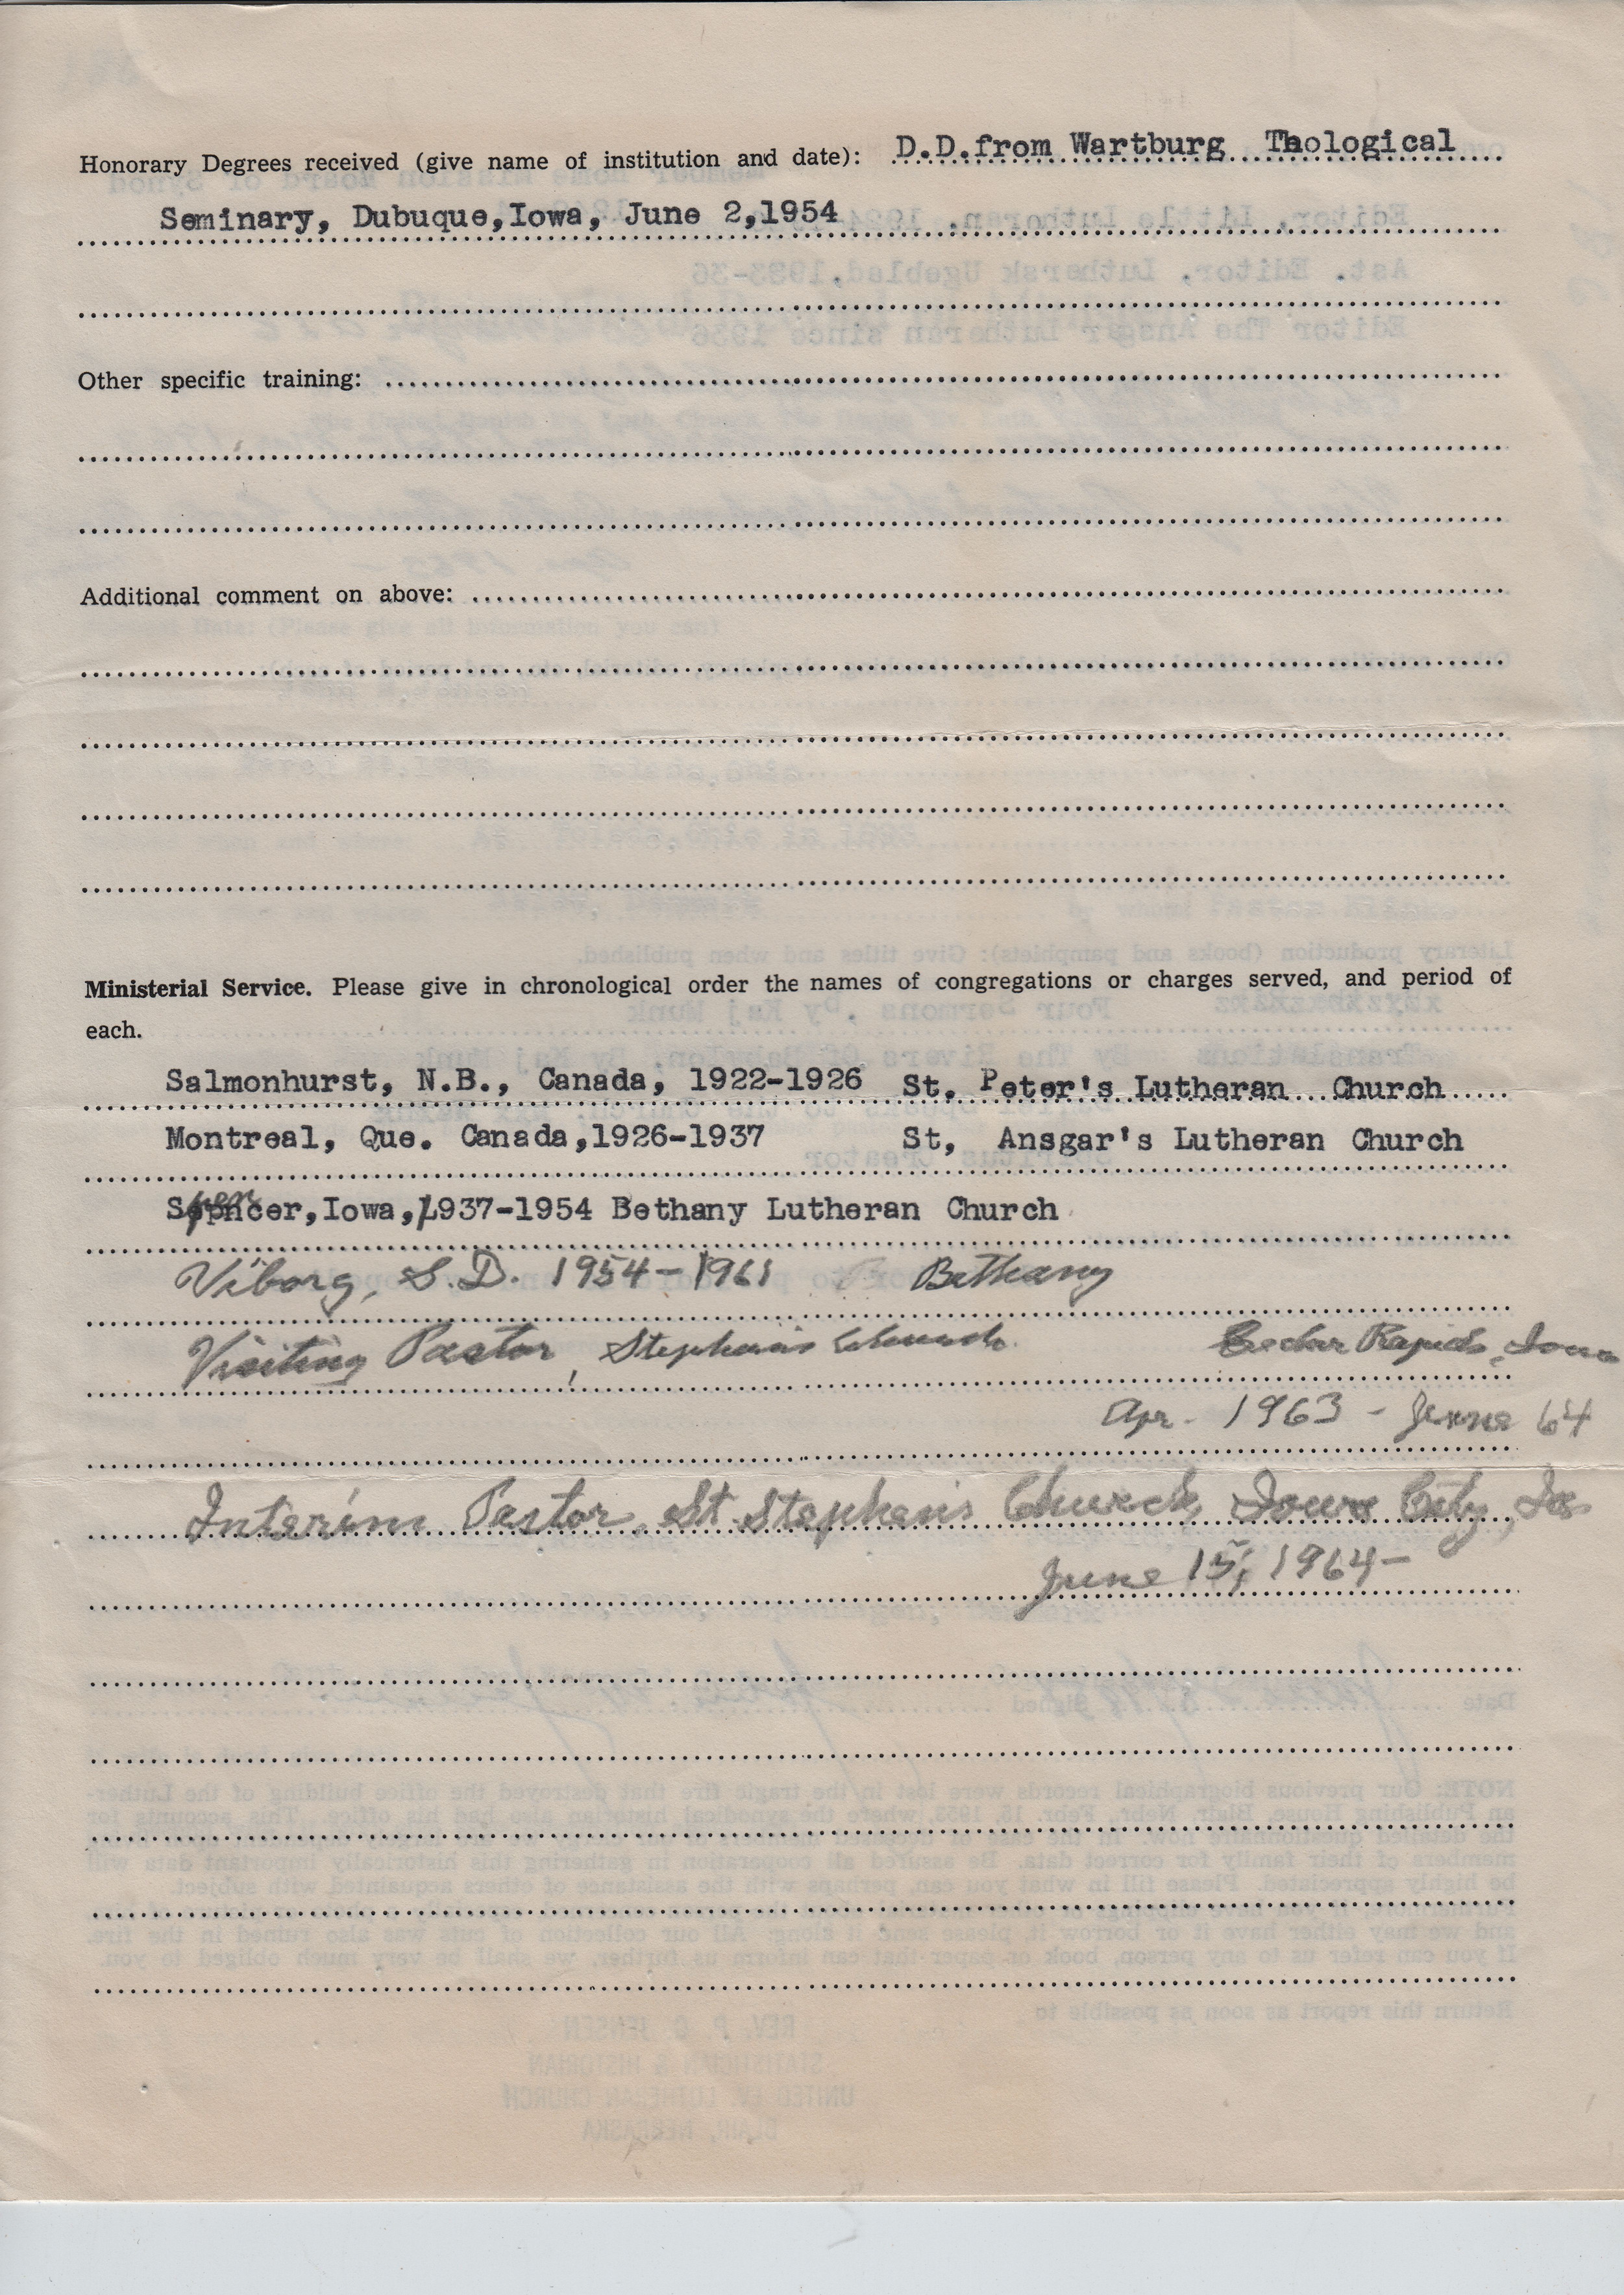 Honorary Degrees received (give name of institution and date): D.D. from Wartburg Theological
Seminary, Dubuque, Iowa, June 2, 1954
Other specific training:
Additional comment on above:
Ministerial Service. Please give in chronological order the names of congregations or charges served, and period of
each.
Salmonhurst, N.B., Canada, 1922-1926 St. Peter's Lutheran Church
Montreal, Que. Canada, 1926-1937 St, Ansgar's Lutheran Church
Spencer, Iowa, 1937-1954 Bethany Lutheran Church
Viborg, S.D. 1954-1961 Bethany
Visiting Pastor, Stephen's Church. Cedar Rapids, Iowa
Apr. 1963 - June 64
Interim Pastor, St Stephen's Church, Iowa City, Ia
June 15, 1964-